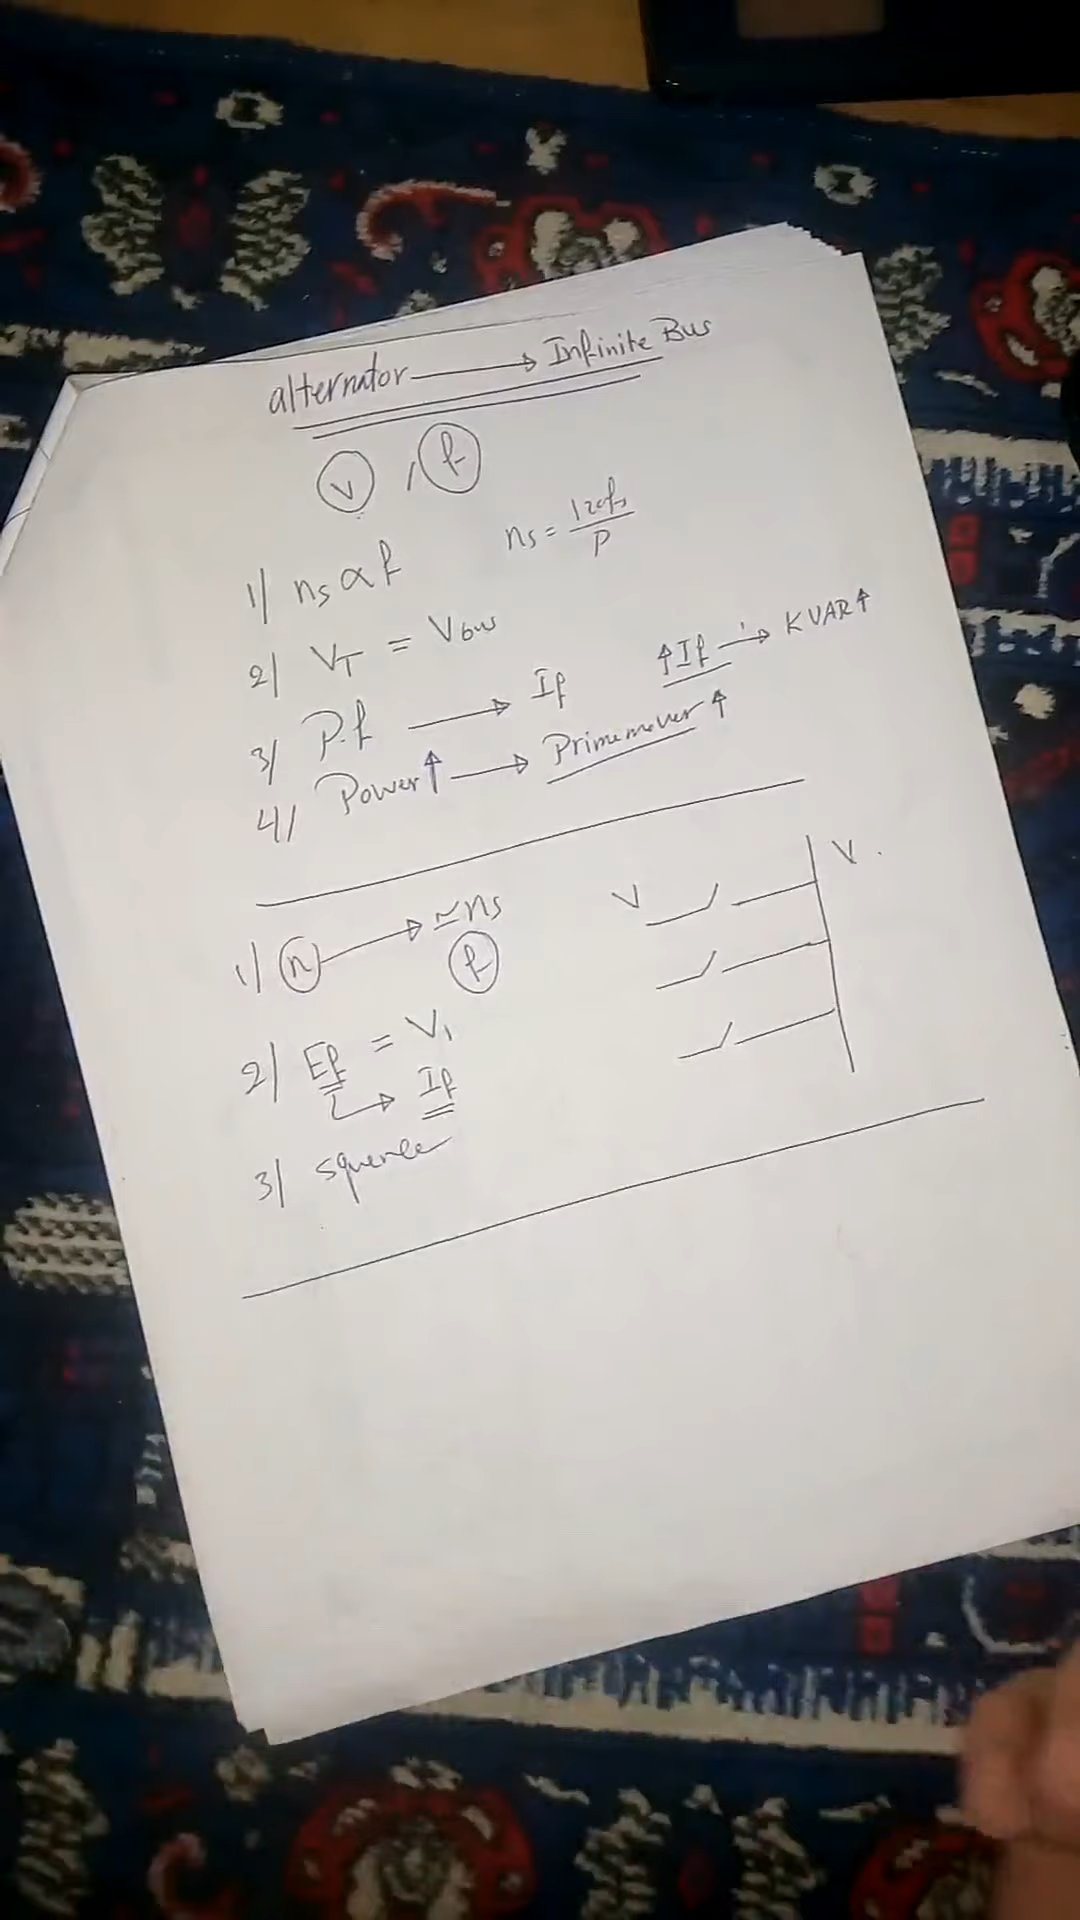 alternator → Infinite Bus
V , f
1/ ns ∝ f ns = 120fs / P
2/ VT = Vbus
3/ P.f → If ↑If → KVAR↑
4/ Power↑ → Primemover↑
1/ n → ≃ns
f
V V
2/ Ef = V1
↳ If
3/ squence